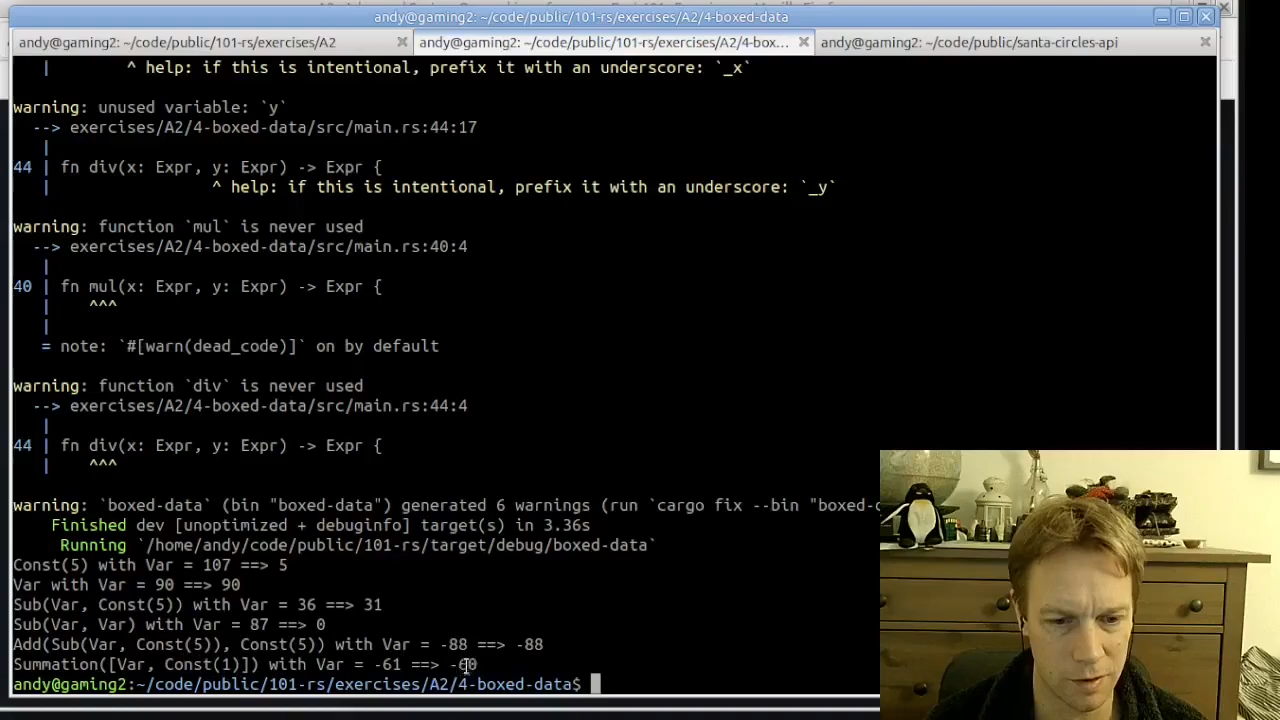 andy@gaming2: ~/code/public/101-rs/exercises/A2/4-boxed-data
andy@gaming2: ~/code/public/101-rs/exercises/A2
andy@gaming2: ~/code/public/101-rs/exercises/A2/4-box...
andy@gaming2: ~/code/public/santa-circles-api
| ^ help: if this is intentional, prefix it with an underscore: `_x`
warning: unused variable: `y`
--> exercises/A2/4-boxed-data/src/main.rs:44:17
|
44 | fn div(x: Expr, y: Expr) -> Expr {
| ^ help: if this is intentional, prefix it with an underscore: `_y`
warning: function `mul` is never used
--> exercises/A2/4-boxed-data/src/main.rs:40:4
|
40 | fn mul(x: Expr, y: Expr) -> Expr {
| ^^^
|
= note: `#[warn(dead_code)]` on by default
warning: function `div` is never used
--> exercises/A2/4-boxed-data/src/main.rs:44:4
|
44 | fn div(x: Expr, y: Expr) -> Expr {
| ^^^
warning: `boxed-data` (bin "boxed-data") generated 6 warnings (run `cargo fix --bin "boxed-
Finished dev [unoptimized + debuginfo] target(s) in 3.36s
Running `/home/andy/code/public/101-rs/target/debug/boxed-data`
Const(5) with Var = 107 ==> 5
Var with Var = 90 ==> 90
Sub(Var, Const(5)) with Var = 36 ==> 31
Sub(Var, Var) with Var = 87 ==> 0
Add(Sub(Var, Const(5)), Const(5)) with Var = -88 ==> -88
Summation([Var, Const(1)]) with Var = -61 ==> -60
andy@gaming2:~/code/public/101-rs/exercises/A2/4-boxed-data$